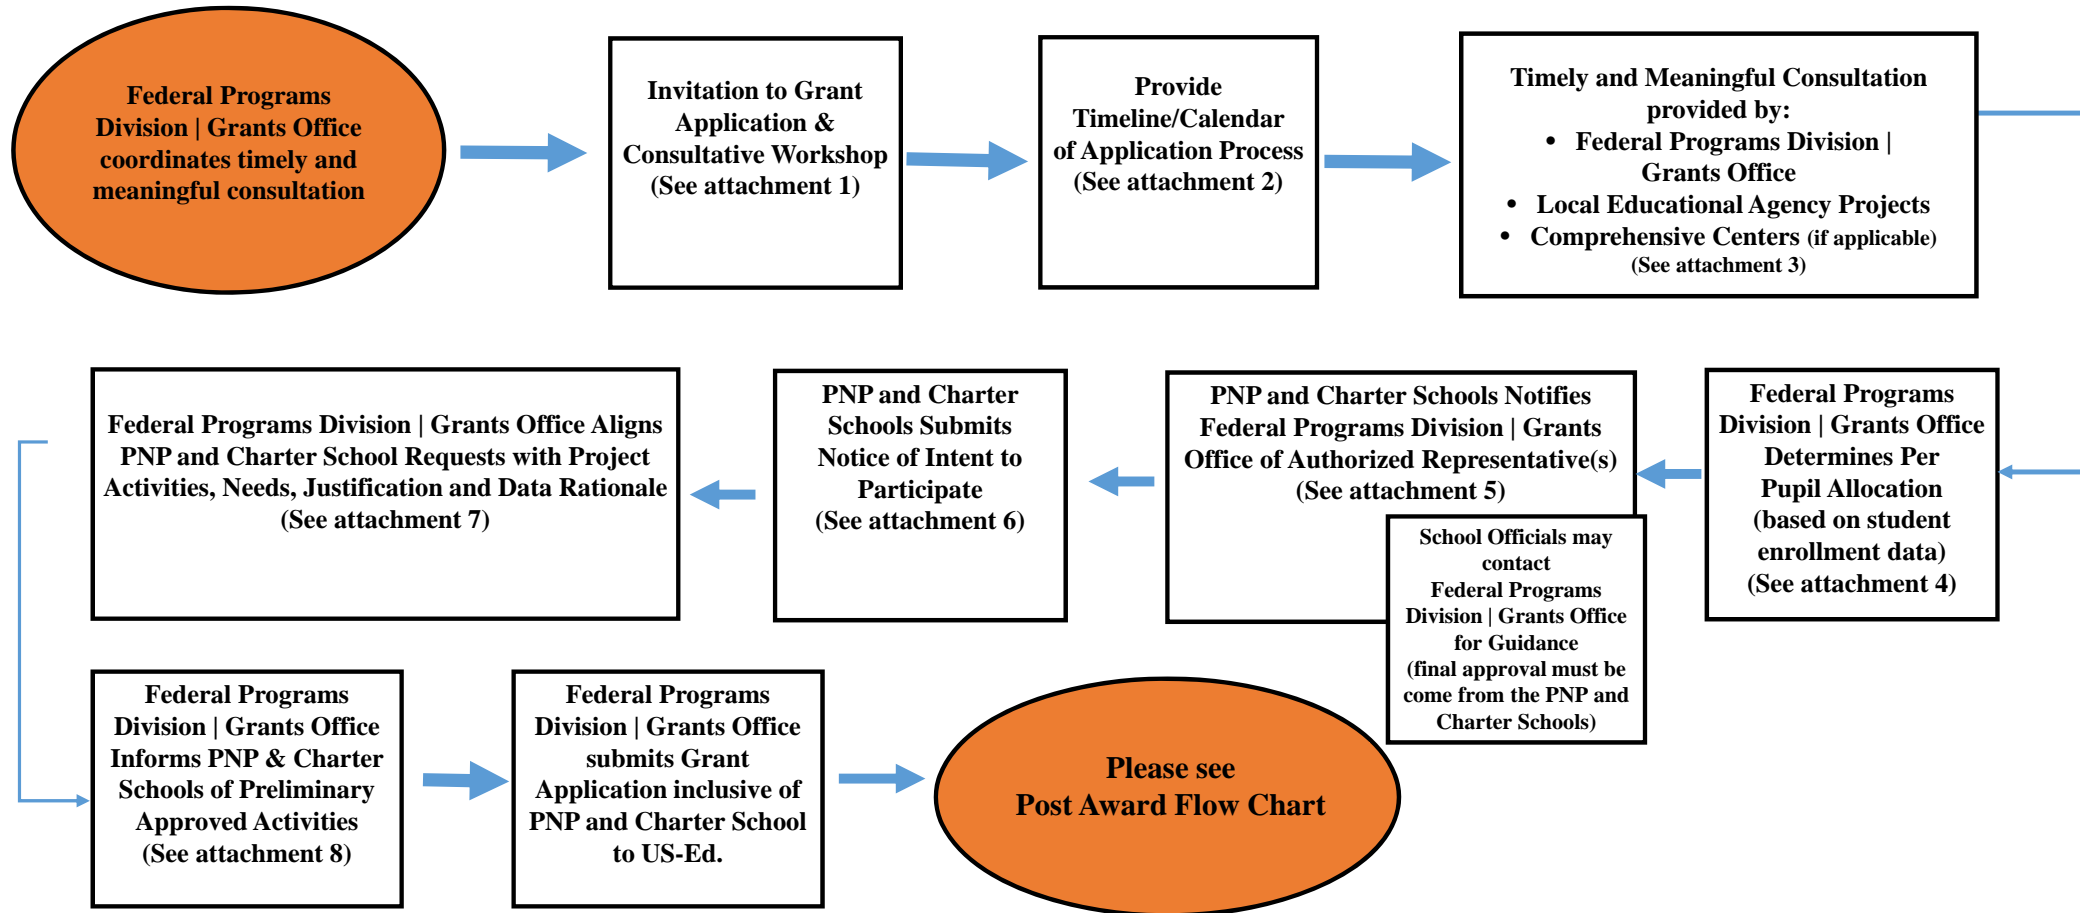 Federal Programs
Division | Grants Office
coordinates timely and
meaningful consultation
Invitation to Grant
Application &
Consultative Workshop
(See attachment 1)
Provide
Timeline/Calendar
of Application Process
(See attachment 2)
Timely and Meaningful Consultation
provided by:
• Federal Programs Division |
Grants Office
• Local Educational Agency Projects
• Comprehensive Centers (if applicable)
(See attachment 3)
Federal Programs
Division | Grants Office
Determines Per
Pupil Allocation
(based on student
enrollment data)
(See attachment 4)
PNP and Charter Schools Notifies
Federal Programs Division | Grants
Office of Authorized Representative(s)
(See attachment 5)
School Officials may
contact
Federal Programs
Division | Grants Office
for Guidance
(final approval must be
come from the PNP and
Charter Schools)
PNP and Charter
Schools Submits
Notice of Intent to
Participate
(See attachment 6)
Federal Programs Division | Grants Office Aligns
PNP and Charter School Requests with Project
Activities, Needs, Justification and Data Rationale
(See attachment 7)
Federal Programs
Division | Grants Office
Informs PNP & Charter
Schools of Preliminary
Approved Activities
(See attachment 8)
Federal Programs
Division | Grants Office
submits Grant
Application inclusive of
PNP and Charter School
to US-Ed.
Please see
Post Award Flow Chart